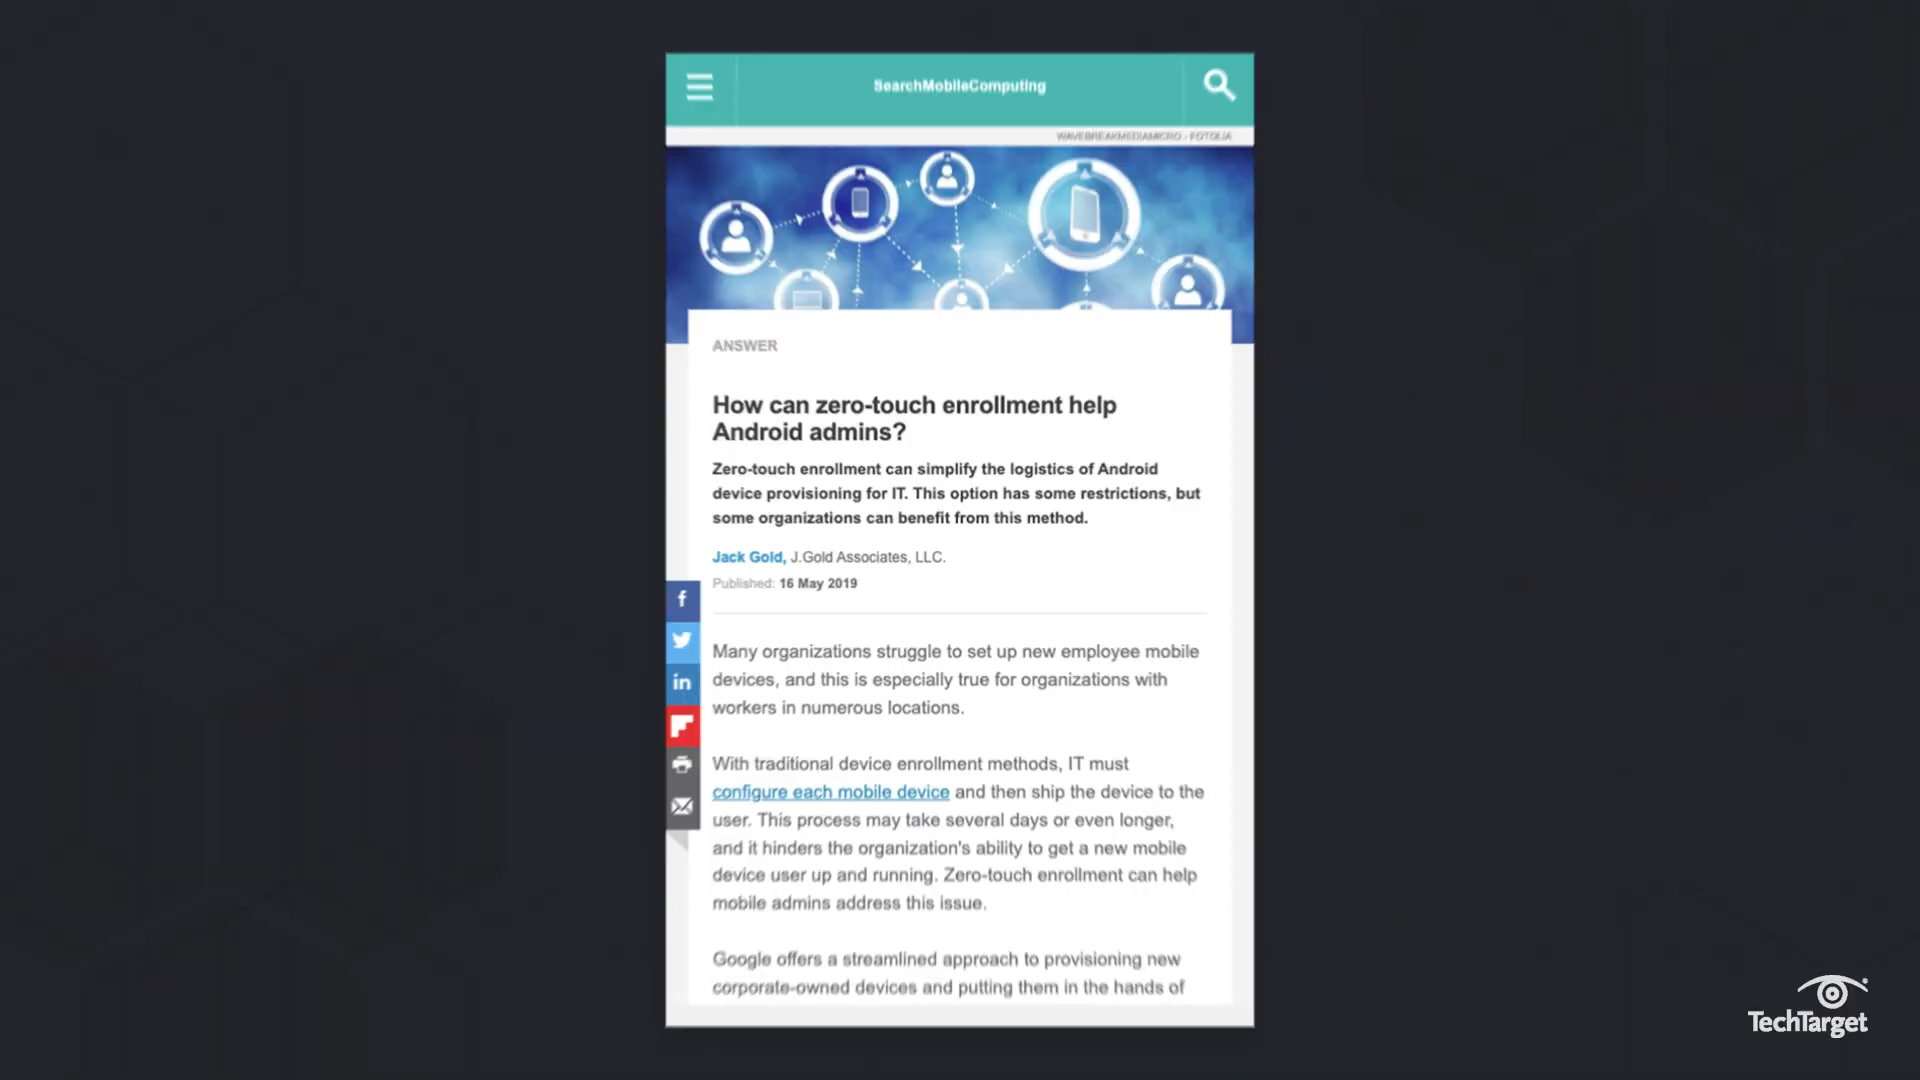 SearchMobileComputing
WAVEBREAKMEDIAMICRO - FOTOLIA
ANSWER
How can zero-touch enrollment help
Android admins?
Zero-touch enrollment can simplify the logistics of Android
device provisioning for IT. This option has some restrictions, but
some organizations can benefit from this method.
Jack Gold, J.Gold Associates, LLC.
Published: 16 May 2019
f
in
Many organizations struggle to set up new employee mobile
devices, and this is especially true for organizations with
workers in numerous locations.
With traditional device enrollment methods, IT must
configure each mobile device and then ship the device to the
user. This process may take several days or even longer,
and it hinders the organization's ability to get a new mobile
device user up and running. Zero-touch enrollment can help
mobile admins address this issue.
Google offers a streamlined approach to provisioning new
corporate-owned devices and putting them in the hands of
TechTarget